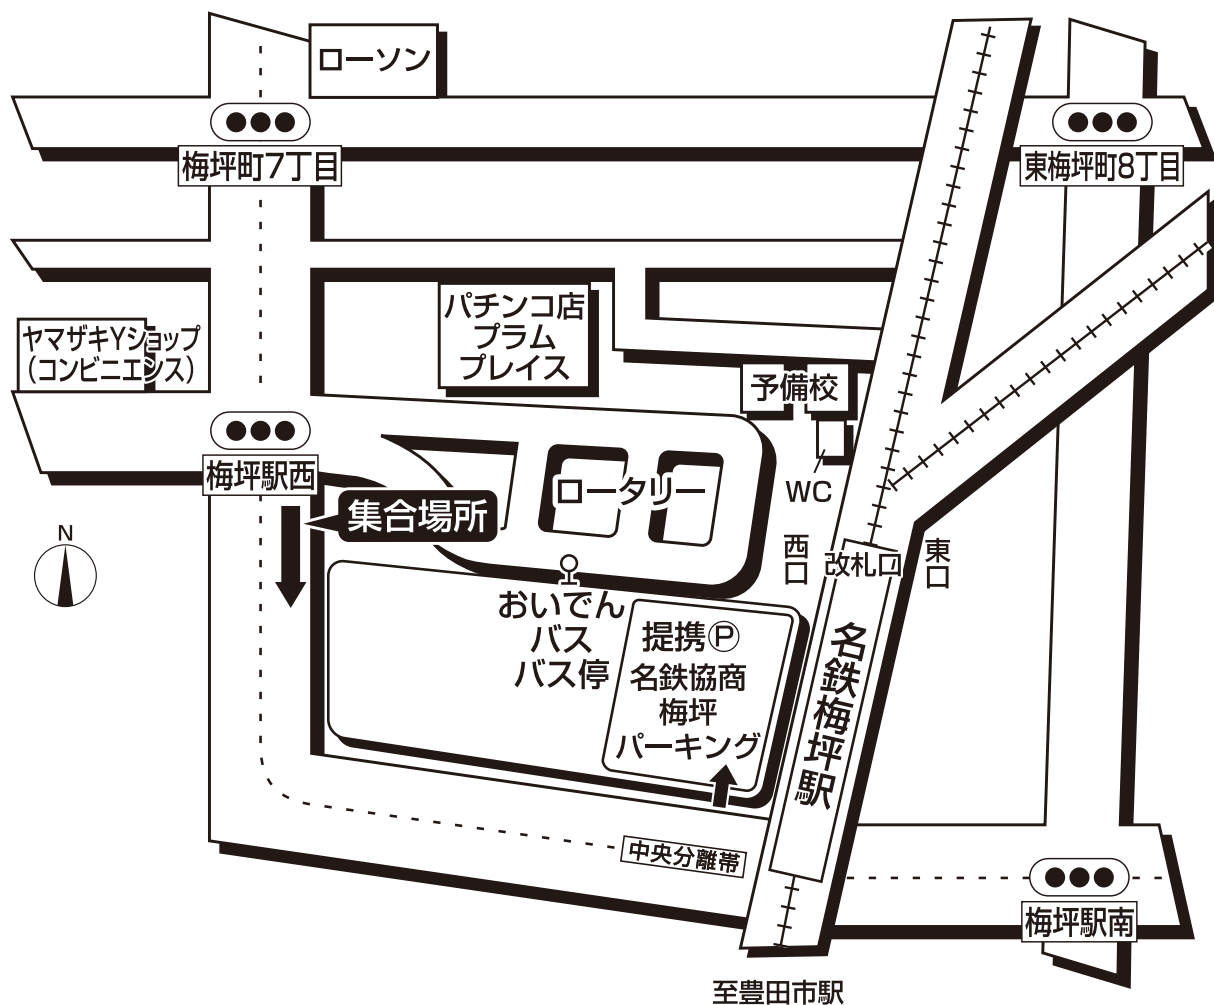 ローソン
梅坪町7丁目
東梅坪町8丁目
パチンコ店
プラム
プレイス
ヤマザキYショップ
(コンビニエンス)
予備校
梅坪駅西
ロータリー
WC
集合場所
N
西口
改札口
東口
おいでん
バス
バス停
提携Ⓟ
名鉄協商
梅坪
パーキング
名鉄梅坪駅
中央分離帯
梅坪駅南
至豊田市駅